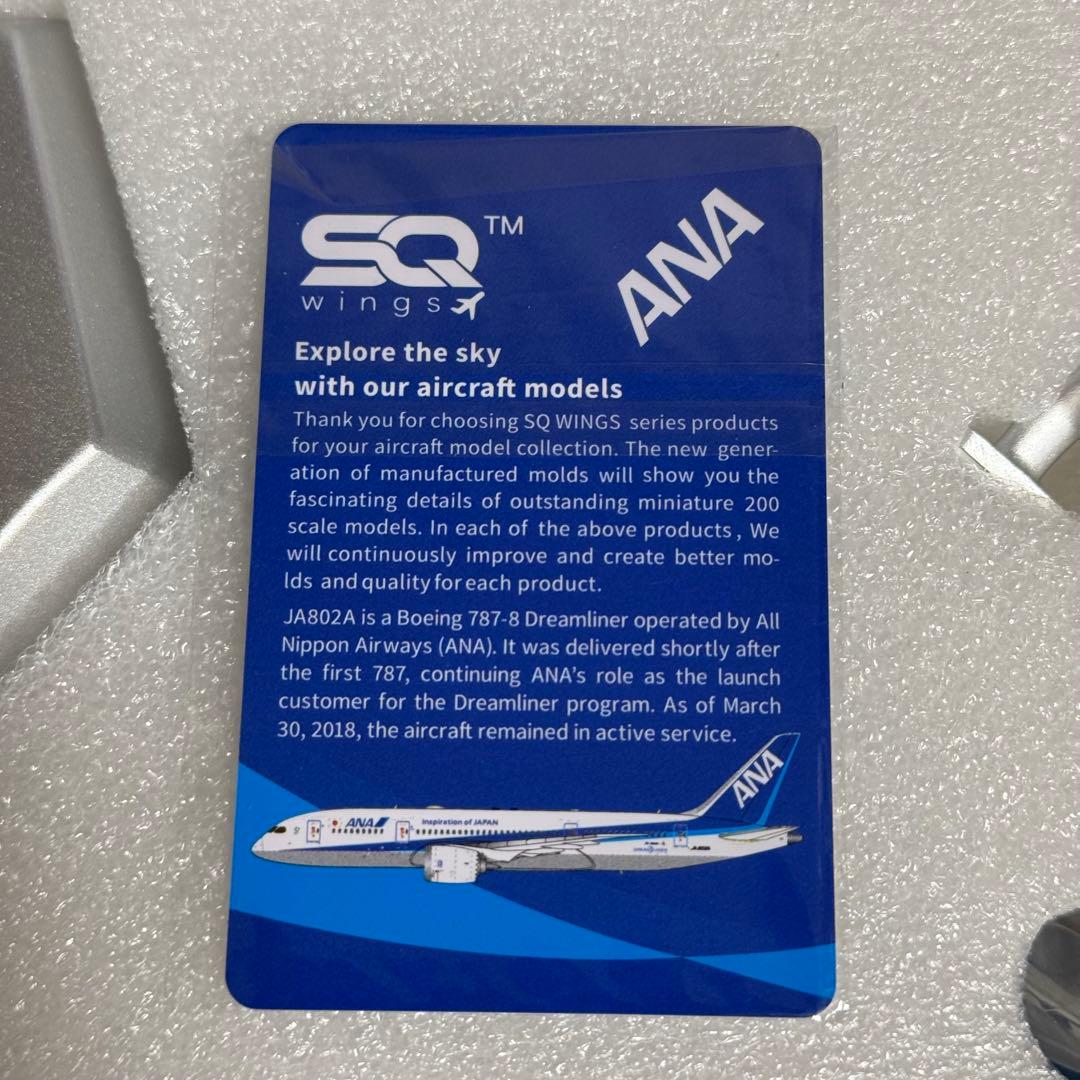 SQ TM
wings
ANA
Explore the sky
with our aircraft models
Thank you for choosing SQ WINGS series products
for your aircraft model collection. The new gener-
ation of manufactured molds will show you the
fascinating details of outstanding miniature 200
scale models. In each of the above products, We
will continuously improve and create better mo-
lds and quality for each product.
JA802A is a Boeing 787-8 Dreamliner operated by All
Nippon Airways (ANA). It was delivered shortly after
the first 787, continuing ANA's role as the launch
customer for the Dreamliner program. As of March
30, 2018, the aircraft remained in active service.
ANA
ANA Inspiration of JAPAN